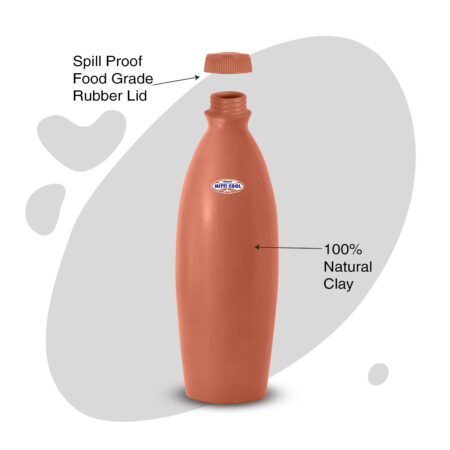 Spill Proof
Food Grade
Rubber Lid
MITTI COOL
100%
Natural
Clay